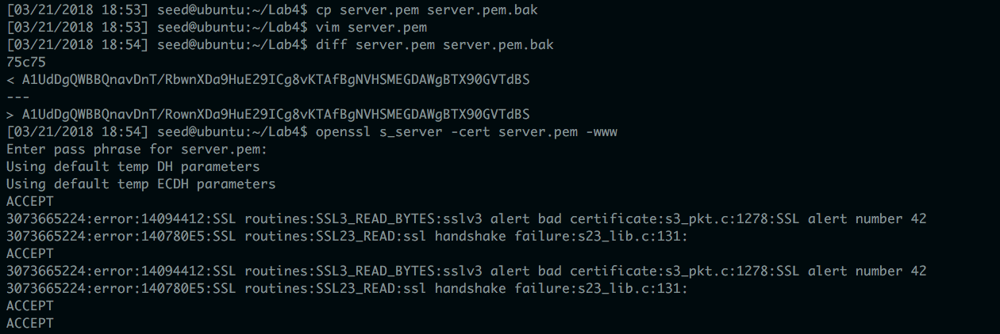 [03/21/2018 18:53] seed@ubuntu:~/Lab4$ cp server.pem server.pem.bak
[03/21/2018 18:53] seed@ubuntu:~/Lab4$ vim server.pem
[03/21/2018 18:54] seed@ubuntu:~/Lab4$ diff server.pem server.pem.bak
75c75
< A1UdDgQWBBQnavDnT/RbwnXDa9HuE29ICg8vKTAfBgNVHSMEGDAWgBTX90GVTdBS
---
> A1UdDgQWBBQnavDnT/RownXDa9HuE29ICg8vKTAfBgNVHSMEGDAWgBTX90GVTdBS
[03/21/2018 18:54] seed@ubuntu:~/Lab4$ openssl s_server -cert server.pem -www
Enter pass phrase for server.pem:
Using default temp DH parameters
Using default temp ECDH parameters
ACCEPT
3073665224:error:14094412:SSL routines:SSL3_READ_BYTES:sslv3 alert bad certificate:s3_pkt.c:1278:SSL alert number 42
3073665224:error:140780E5:SSL routines:SSL23_READ:ssl handshake failure:s23_lib.c:131:
ACCEPT
3073665224:error:14094412:SSL routines:SSL3_READ_BYTES:sslv3 alert bad certificate:s3_pkt.c:1278:SSL alert number 42
3073665224:error:140780E5:SSL routines:SSL23_READ:ssl handshake failure:s23_lib.c:131:
ACCEPT
ACCEPT